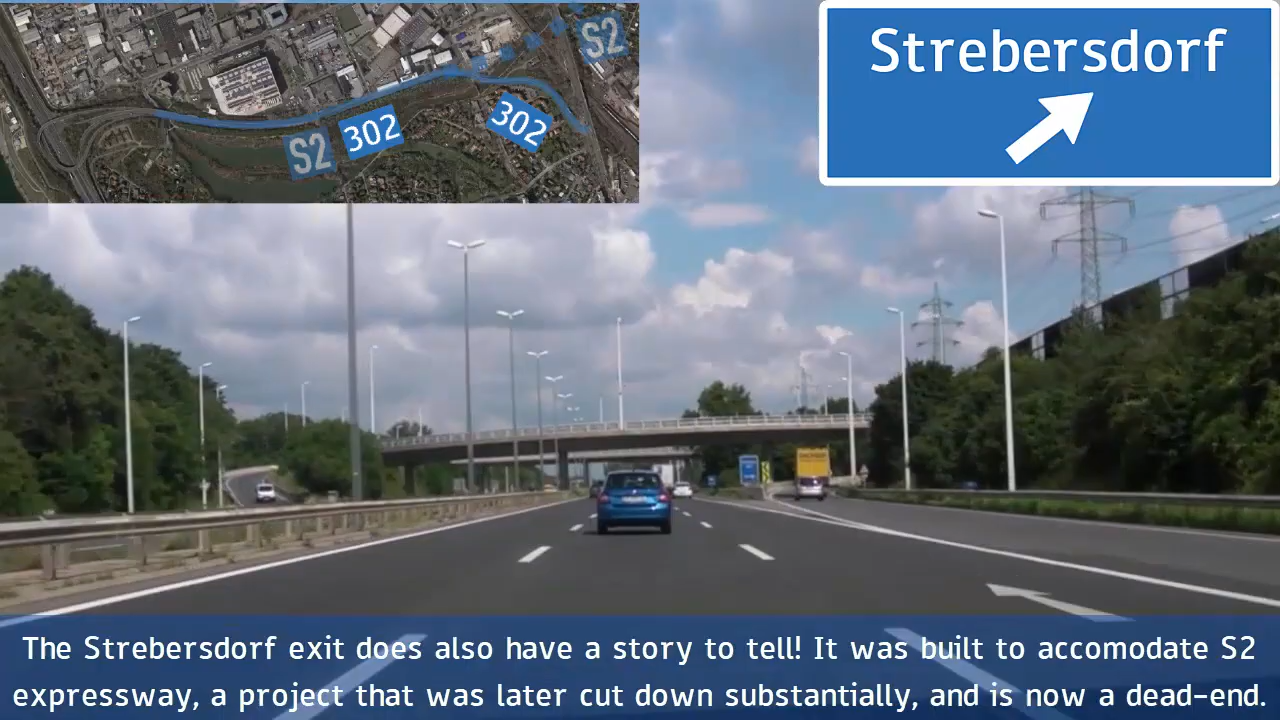 S2
302
302
S2
Strebersdorf
The Strebersdorf exit does also have a story to tell! It was built to accomodate S2
expressway, a project that was later cut down substantially, and is now a dead-end.